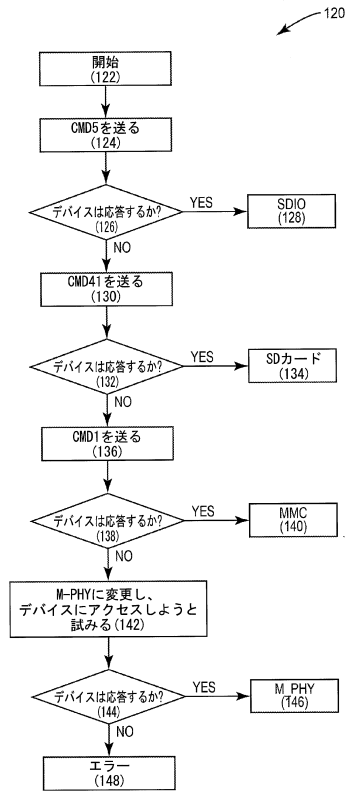 120
開始
(122)
CMD5を送る
(124)
デバイスは応答するか?
(126)
YES
SDIO
(128)
NO
CMD41を送る
(130)
デバイスは応答するか?
(132)
YES
SDカード
(134)
NO
CMD1を送る
(136)
デバイスは応答するか?
(138)
YES
MMC
(140)
NO
M-PHYに変更し、
デバイスにアクセスしようと
試みる(142)
デバイスは応答するか?
(144)
YES
M_PHY
(146)
NO
エラー
(148)